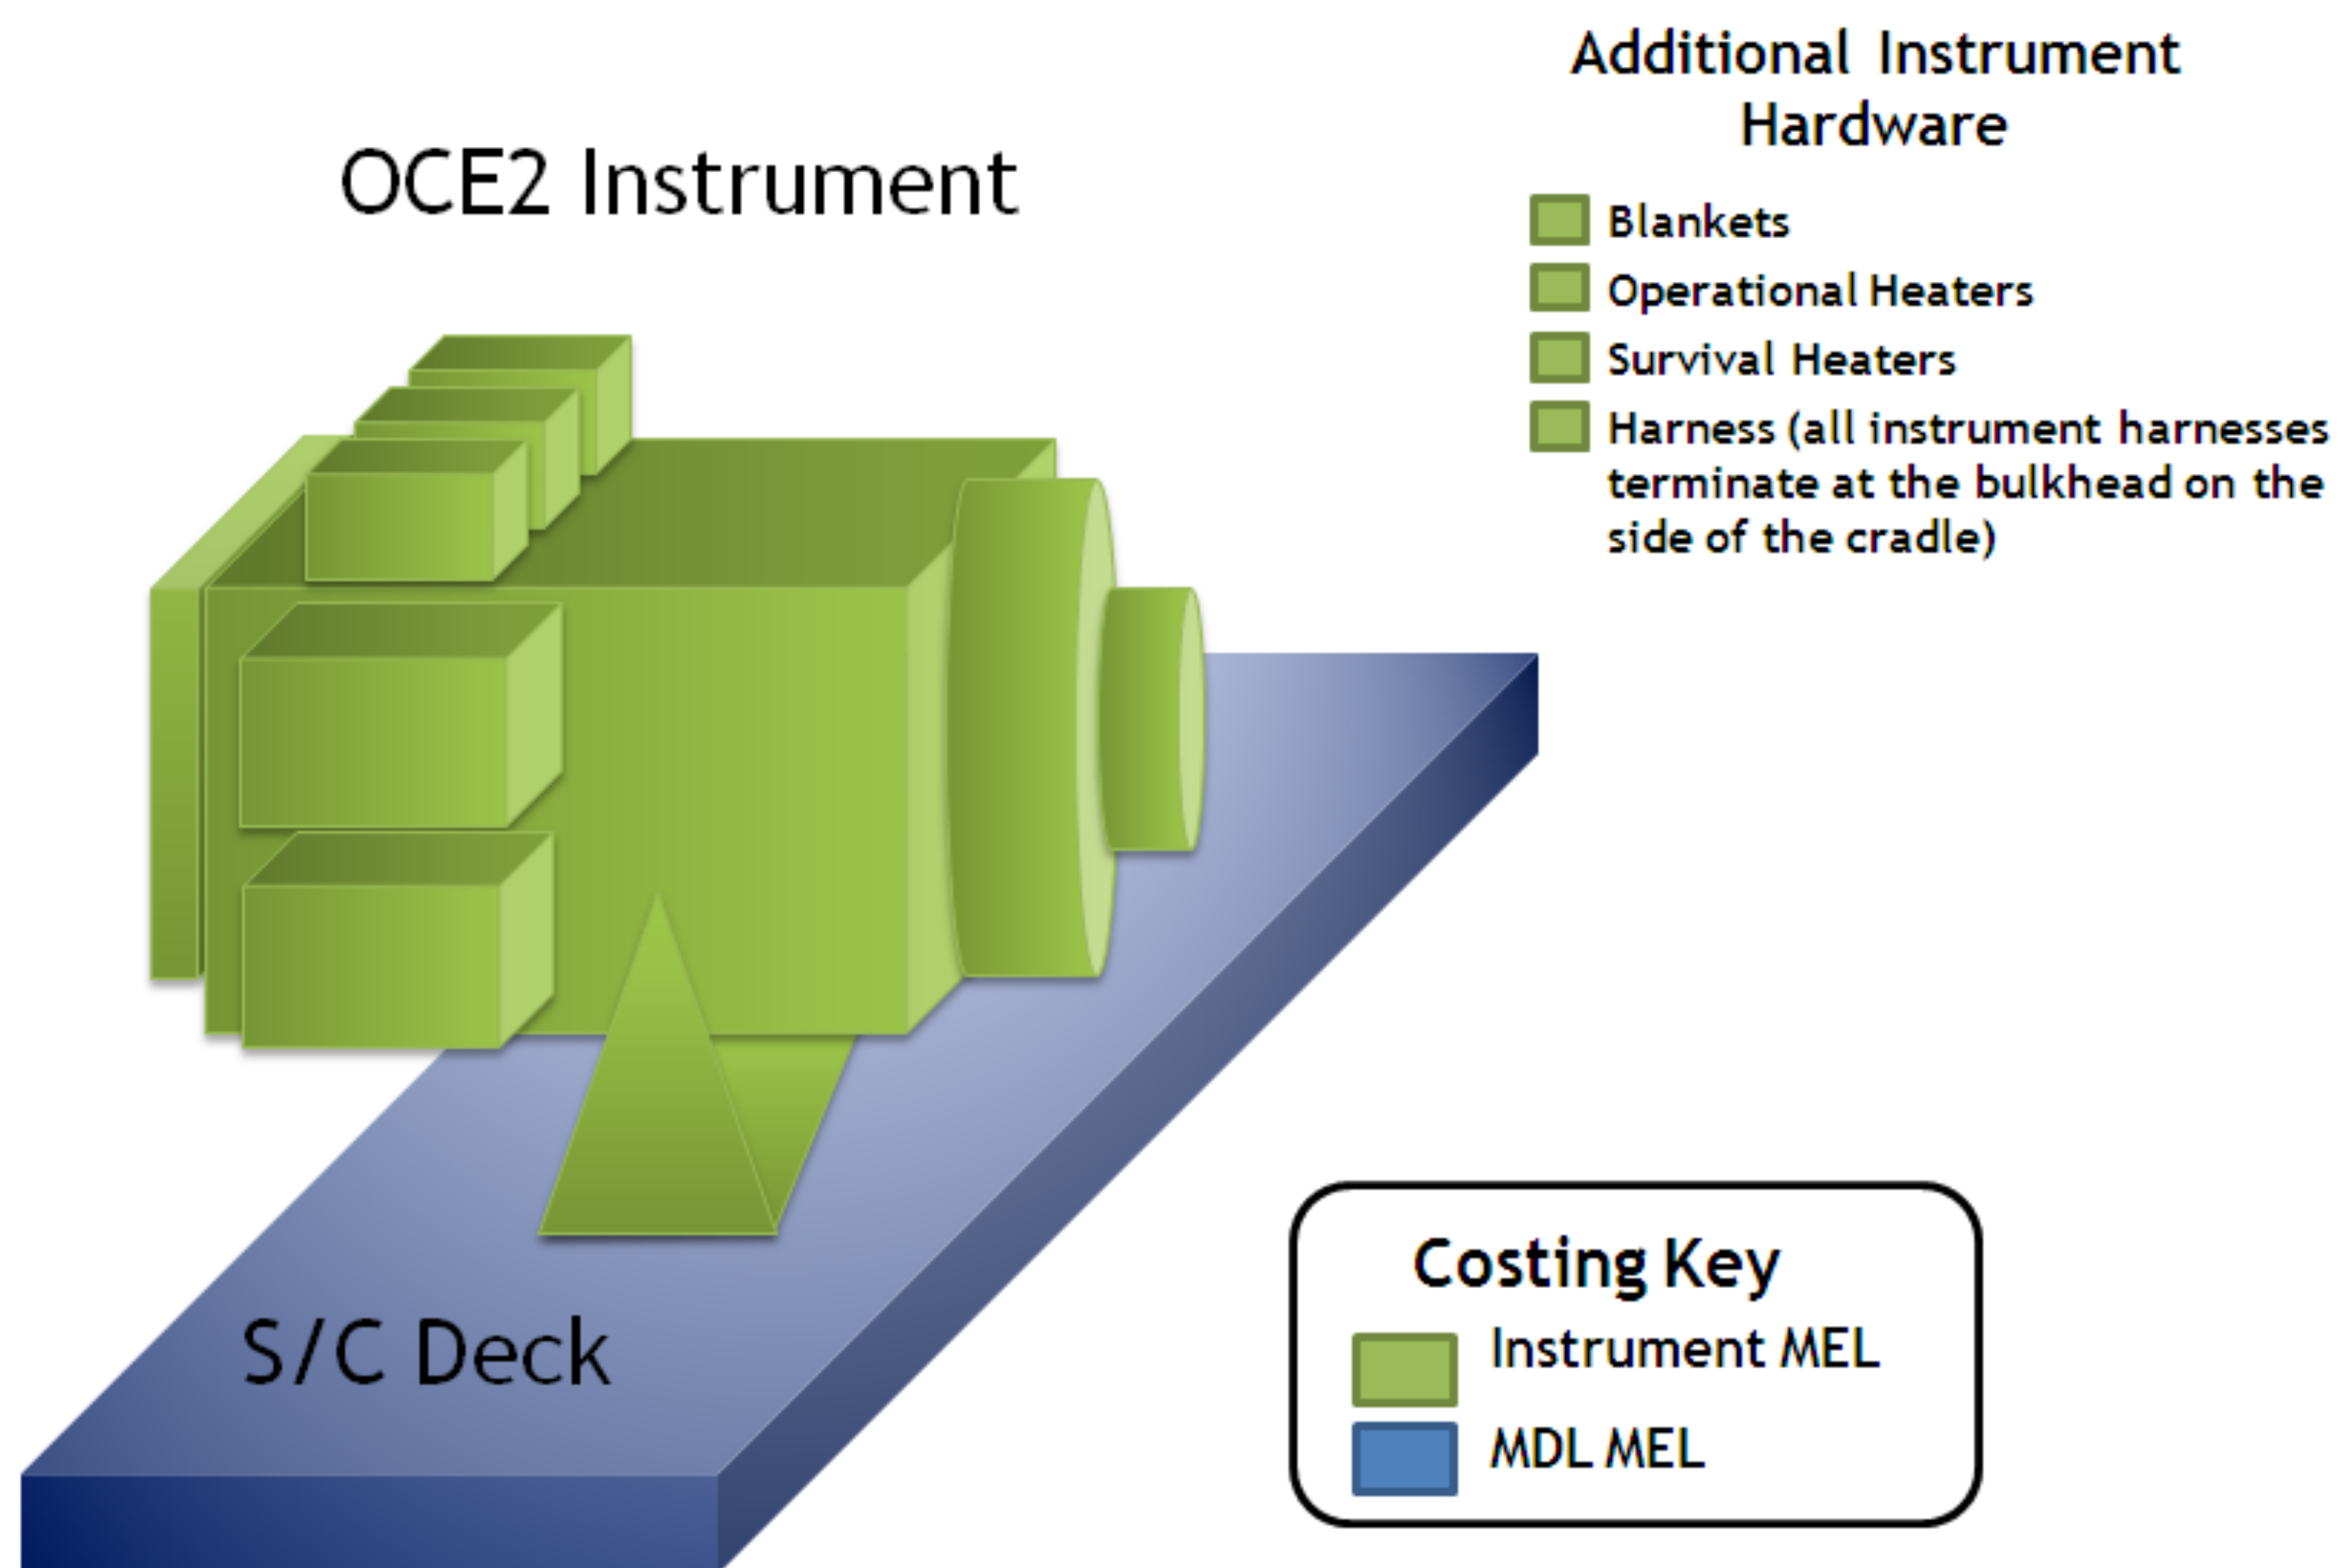 Additional Instrument
Hardware
OCE2 Instrument
Blankets
Operational Heaters
Survival Heaters
Harness (all instrument harnesses
terminate at the bulkhead on the
side of the cradle)
S/C Deck
Costing Key
Instrument MEL
MDL MEL